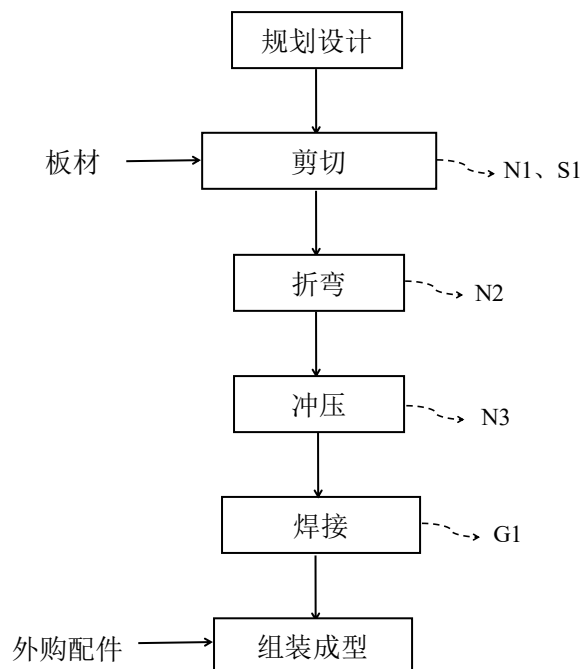 规划设计
板材
剪切
N1、S1
折弯
N2
冲压
N3
焊接
G1
外购配件
组装成型